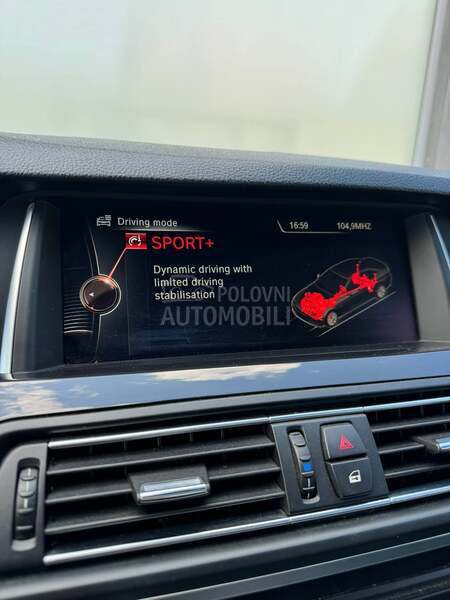 Driving mode
16:59
104,9MHZ
SPORT+
Dynamic driving with
limited driving
stabilisation
POLOVNI
AUTOMOBILI